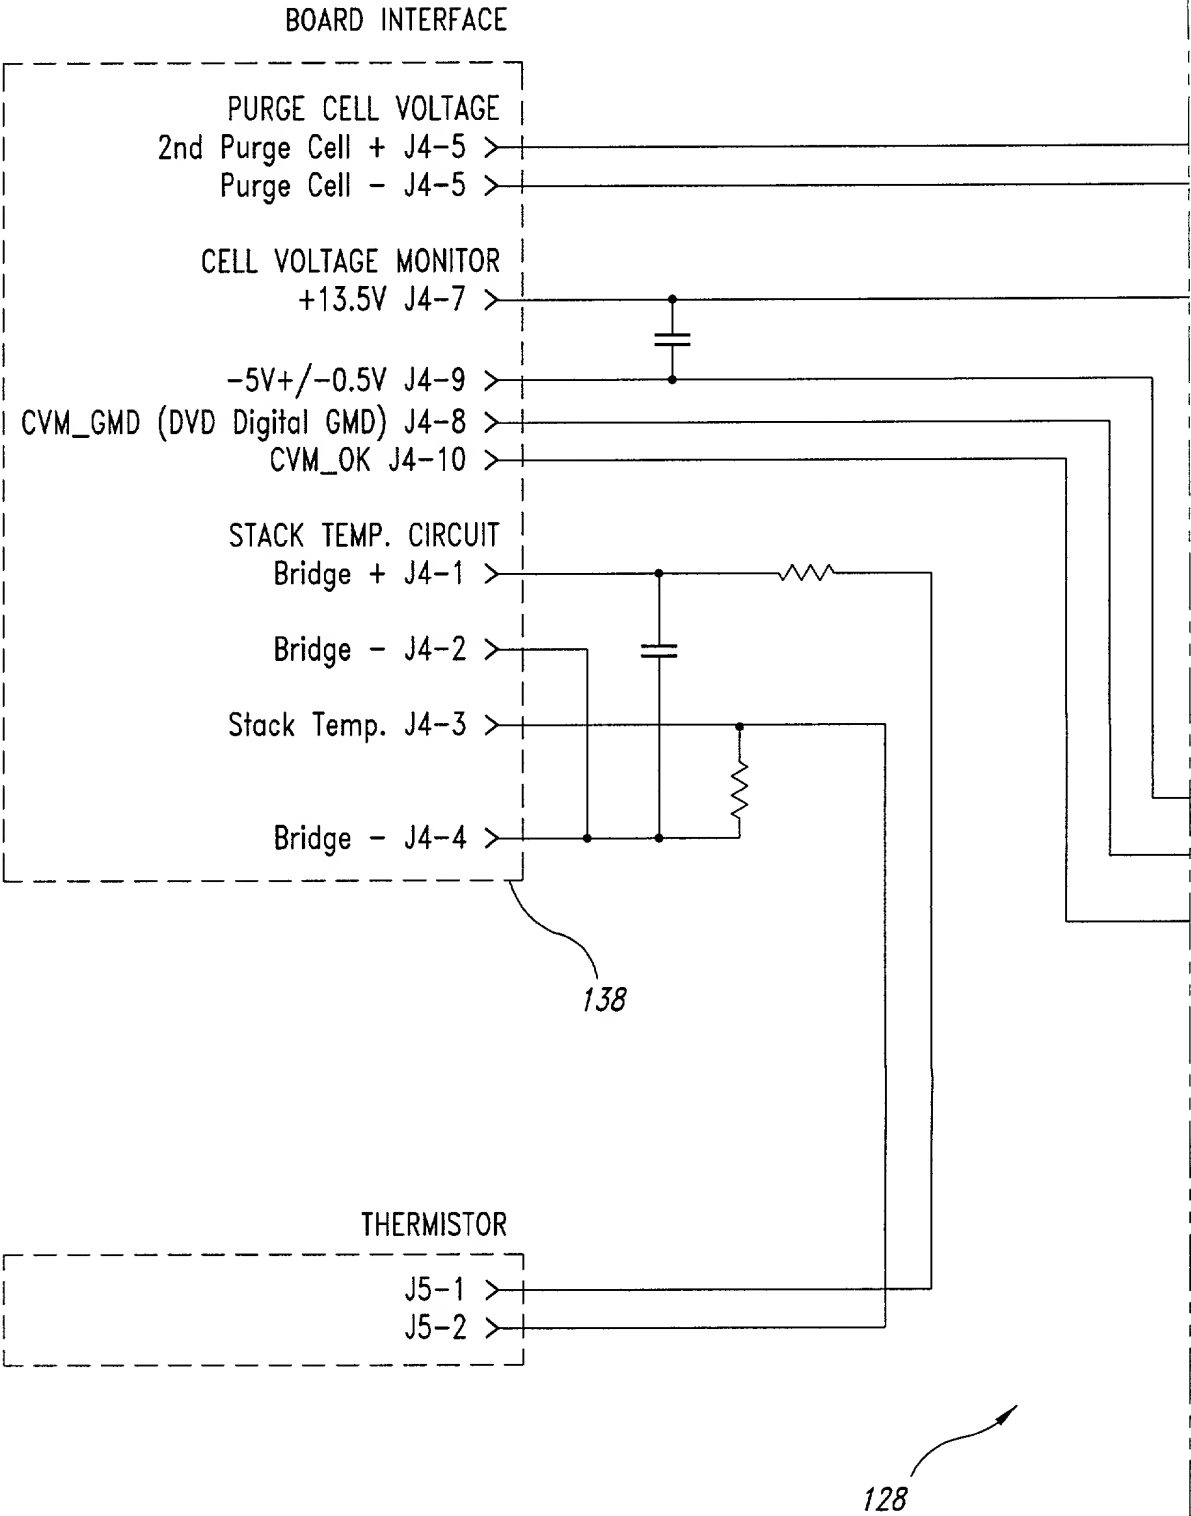 BOARD INTERFACE
PURGE CELL VOLTAGE
2nd Purge Cell + J4-5
Purge Cell - J4-5
CELL VOLTAGE MONITOR
+13.5V J4-7
-5V+/-0.5V J4-9
CVM_GMD (DVD Digital GMD) J4-8
CVM_OK J4-10
STACK TEMP. CIRCUIT
Bridge + J4-1
Bridge - J4-2
Stack Temp. J4-3
Bridge - J4-4
138
THERMISTOR
J5-1
J5-2
128